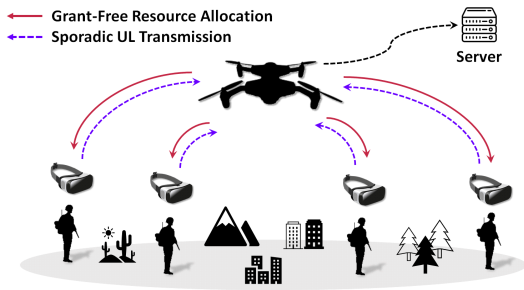 Grant-Free Resource Allocation
Sporadic UL Transmission
Server